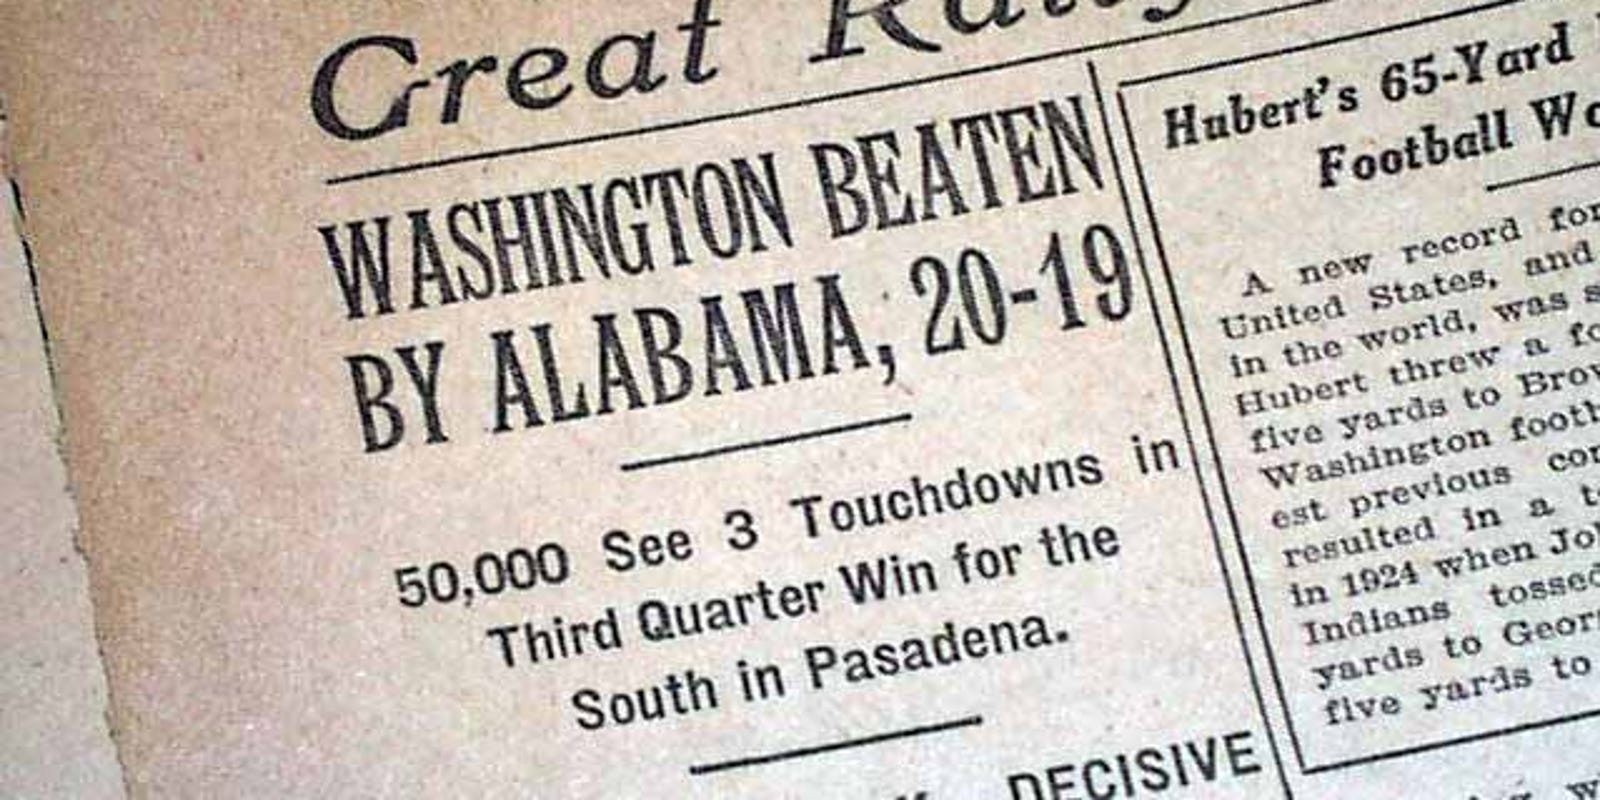 Great
WASHINGTON BEATEN
BY ALABAMA, 20-19
50,000 See 3 Touchdowns in
Third Quarter Win for the
South in Pasadena.
DECISIVE
Hubert's 65-Yard
Football
A new record for
United States, and
in the world, was
Hubert threw a
five yards to
Washington
est previous
resulted in a
in 1924 when
Indians tossed
yards to
five yards to